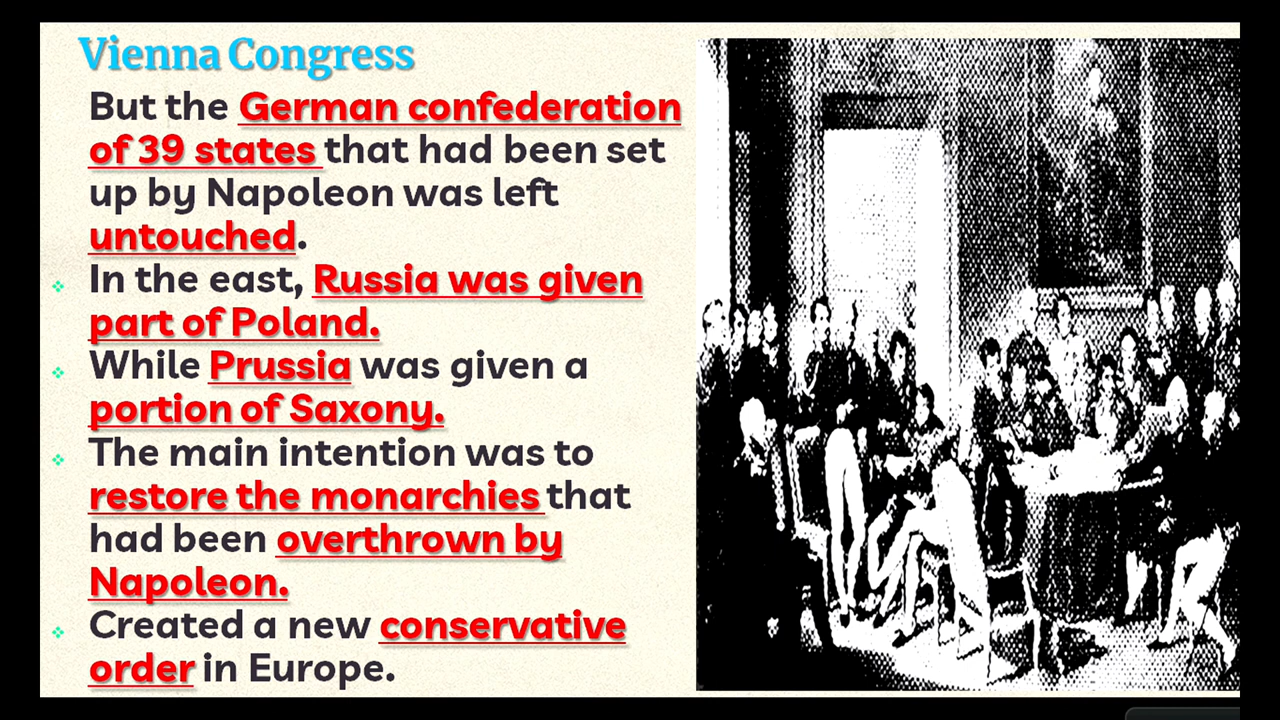 Vienna Congress
But the German confederation
of 39 states that had been set
up by Napoleon was left
untouched.
In the east, Russia was given
part of Poland.
While Prussia was given a
portion of Saxony.
The main intention was to
restore the monarchies that
had been overthrown by
Napoleon.
Created a new conservative
order in Europe.